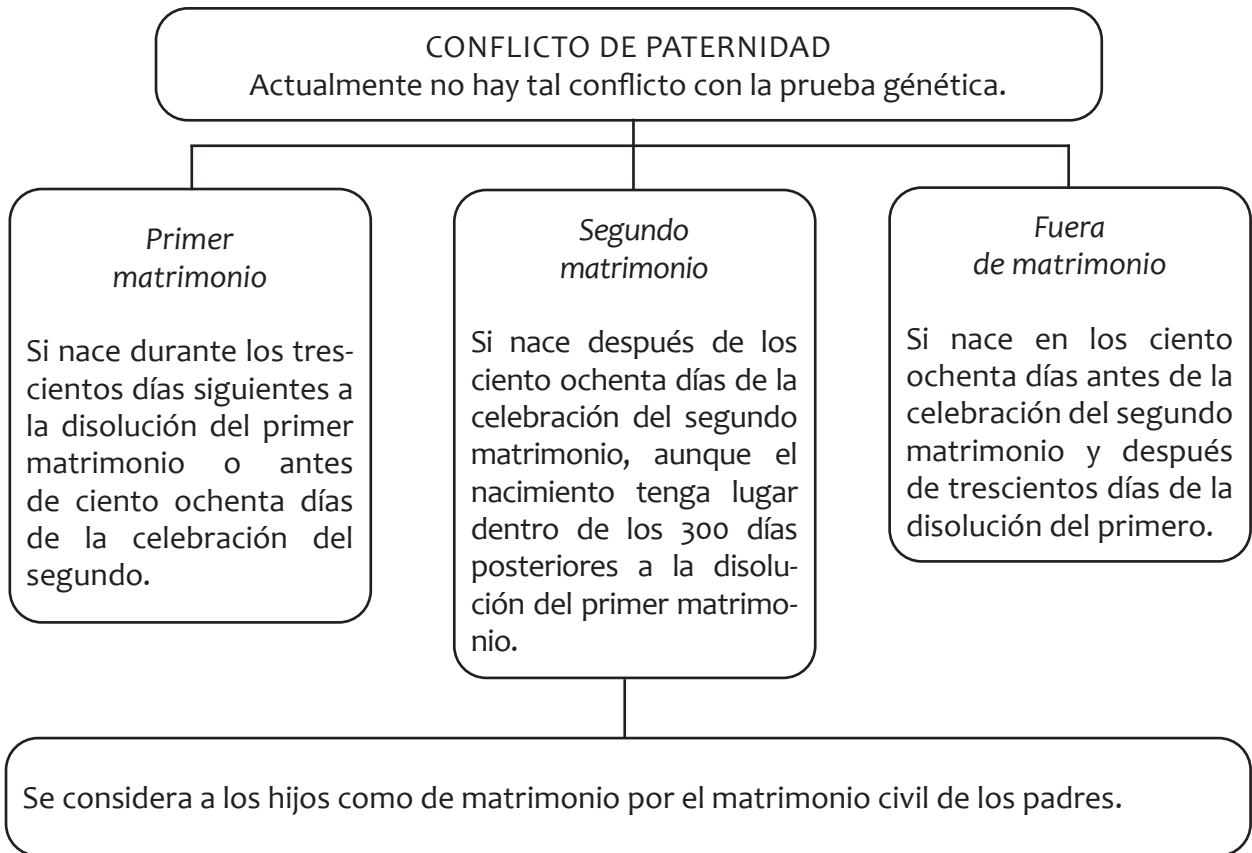 CONFLICTO DE PATERNIDAD
Actualmente no hay tal conflicto con la prueba génética.
Primer
matrimonio
Si nace durante los tres-
cientos días siguientes a
la disolución del primer
matrimonio o antes
de ciento ochenta días
de la celebración del
segundo.
Segundo
matrimonio
Si nace después de los
ciento ochenta días de la
celebración del segundo
matrimonio, aunque el
nacimiento tenga lugar
dentro de los 300 días
posteriores a la disolu-
ción del primer matrimo-
nio.
Fuera
de matrimonio
Si nace en los ciento
ochenta días antes de la
celebración del segundo
matrimonio y después
de trescientos días de la
disolución del primero.
Se considera a los hijos como de matrimonio por el matrimonio civil de los padres.